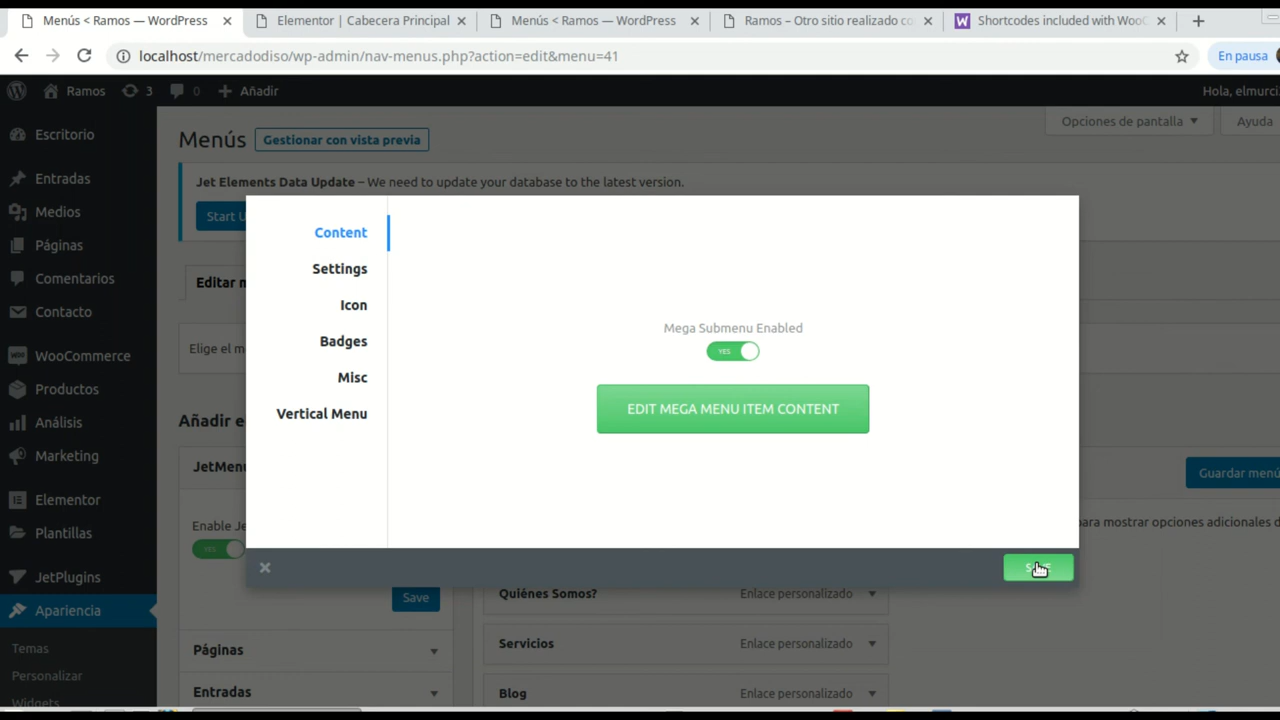 Menús < Ramos — WordPress
Elementor | Cabecera Principal
Menús < Ramos — WordPress
Ramos – Otro sitio realizado co
Shortcodes included with WooC
localhost/mercadodiso/wp-admin/nav-menus.php?action=edit&menu=41
En pausa
Ramos
3
0
Añadir
Hola, elmurci
Escritorio
Entradas
Medios
Páginas
Comentarios
Contacto
WooCommerce
Productos
Análisis
Marketing
Elementor
Plantillas
JetPlugins
Apariencia
Temas
Personalizar
Widgets
Menús
Gestionar con vista previa
Opciones de pantalla
Ayuda
Jet Elements Data Update – We need to update your database to the latest version.
Start U
Editar m
Elige el m
Añadir e
JetMenu
Enable Je
YES
Save
Páginas
Entradas
Content
Settings
Icon
Badges
Misc
Vertical Menu
Mega Submenu Enabled
YES
EDIT MEGA MENU ITEM CONTENT
Guardar menú
para mostrar opciones adicionales d
Quiénes Somos?
Enlace personalizado
Servicios
Enlace personalizado
Blog
Enlace personalizado